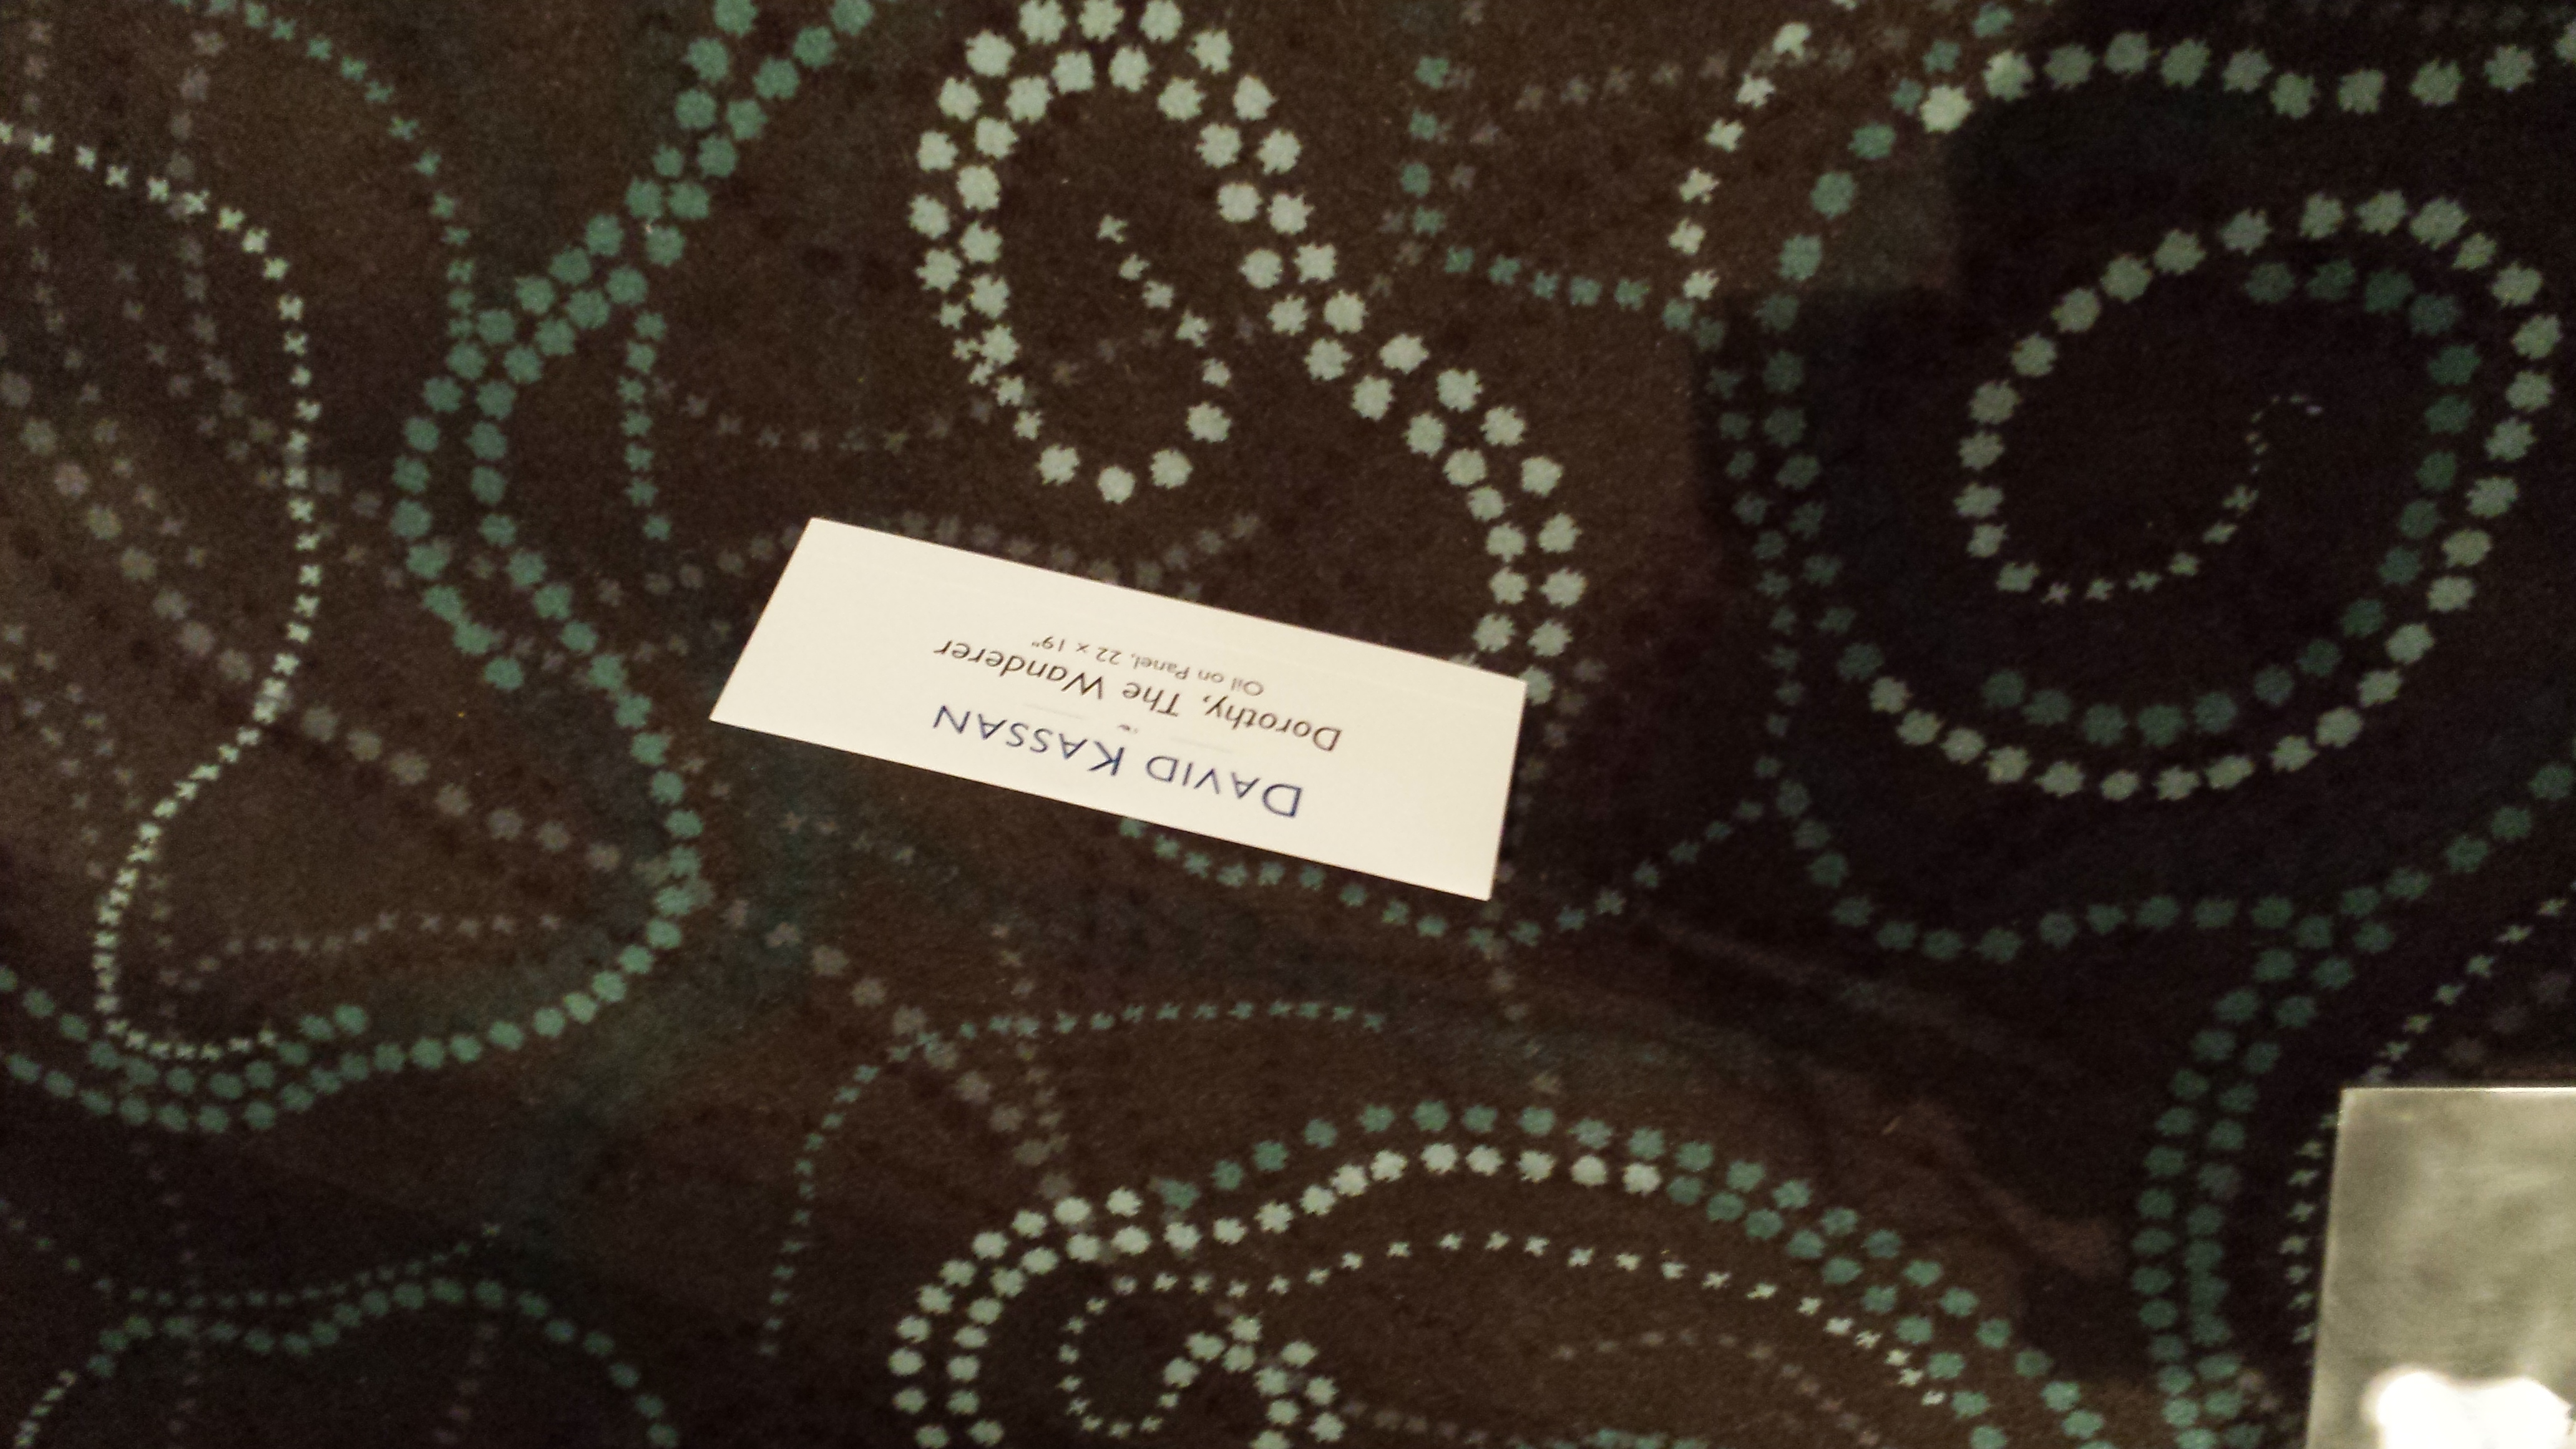 DAVID KASSAN
Dorothy, The Wanderer
Oil on Panel, 22 x 19"